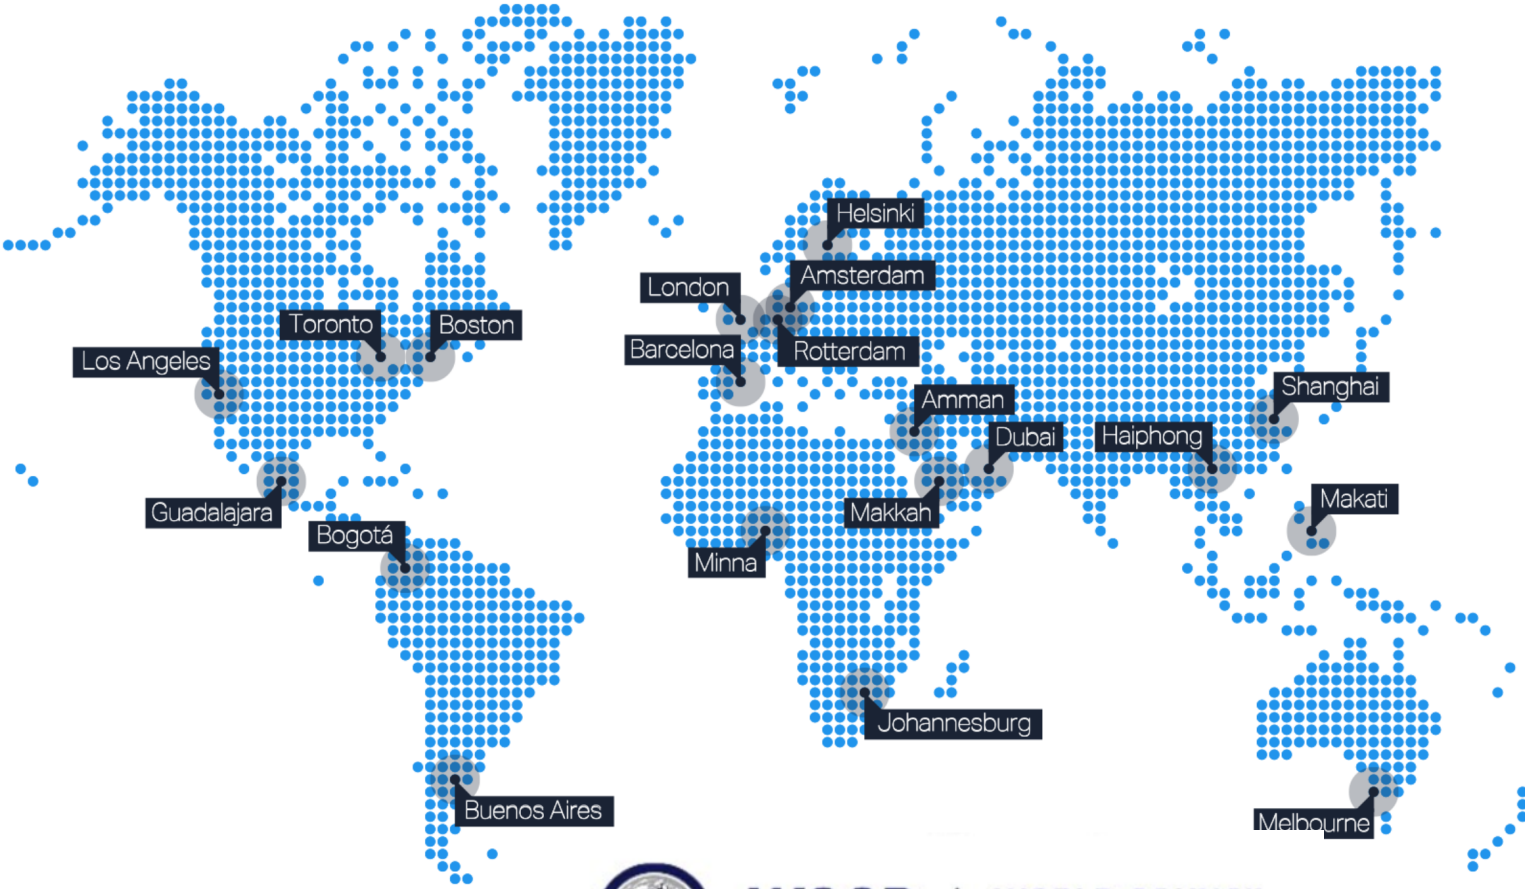 Helsinki
Amsterdam
London
Toronto
Boston
Barcelona
Rotterdam
Los Angeles
Shanghai
Amman
Dubai
Haiphong
Makati
Guadalajara
Makkah
Bogotá
Minna
Johannesburg
Buenos Aires
Melbourne